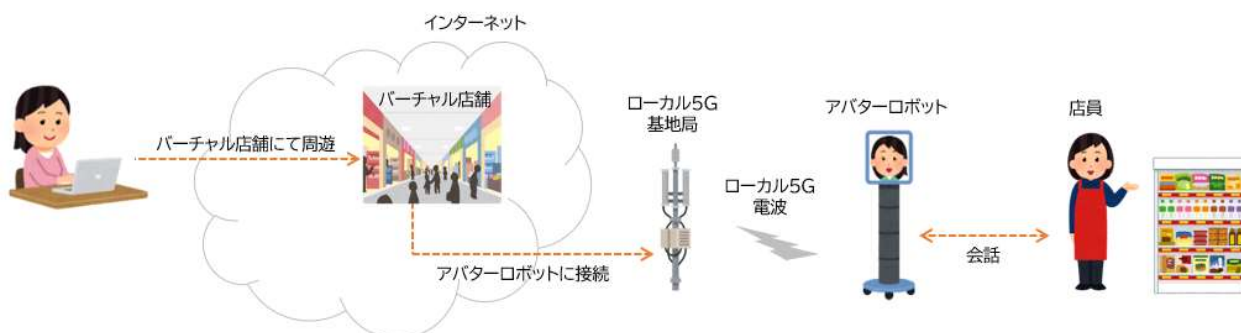 インターネット
バーチャル店舗
バーチャル店舗にて周遊
アバターロボットに接続
ローカル5G
基地局
ローカル5G
電波
アバターロボット
会話
店員